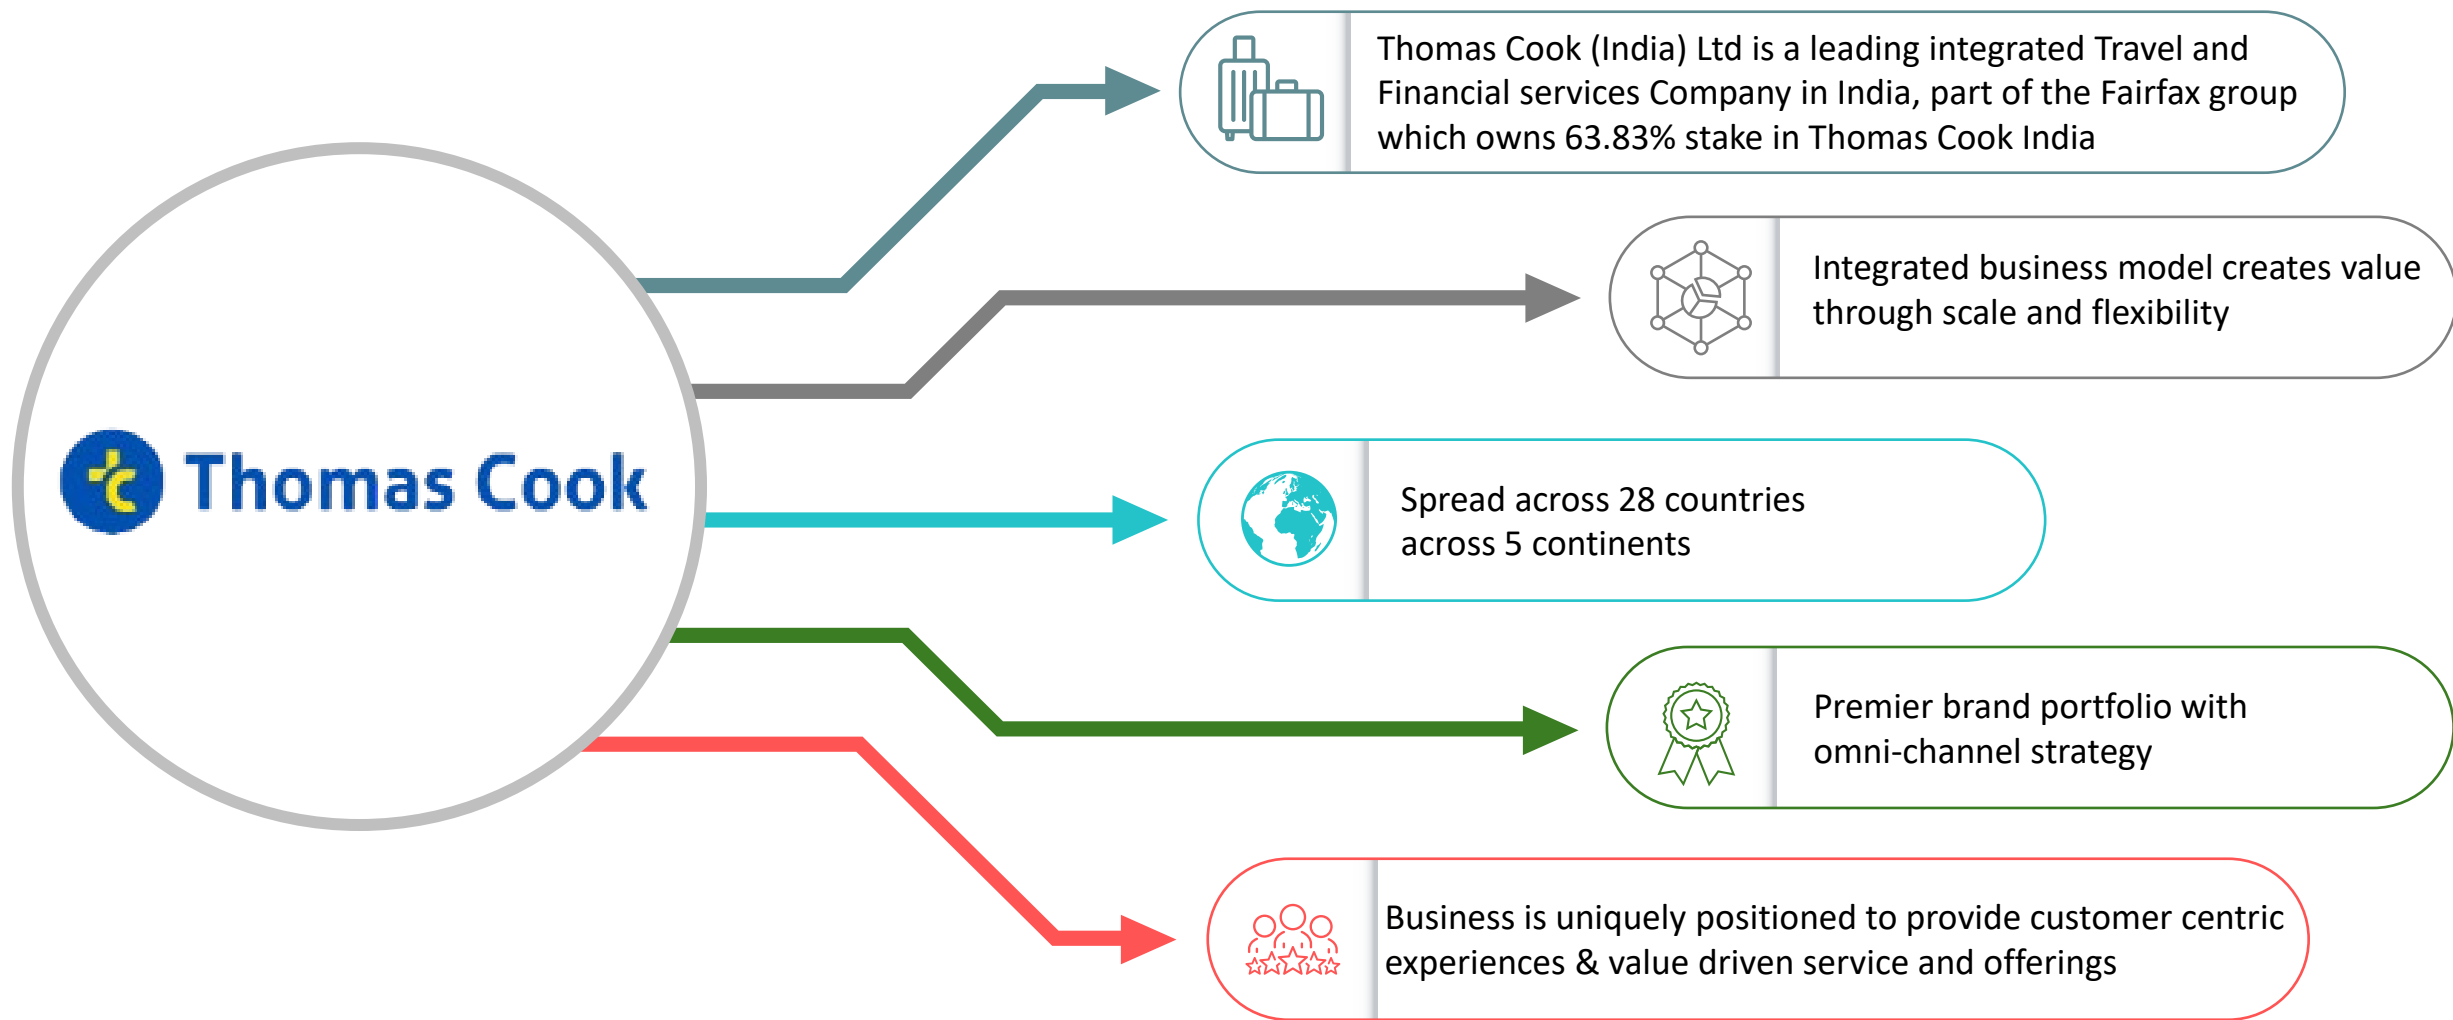 Thomas Cook (India) Ltd is a leading integrated Travel and
Financial services Company in India, part of the Fairfax group
which owns 63.83% stake in Thomas Cook India
Integrated business model creates value
through scale and flexibility
tc Thomas Cook
Spread across 28 countries
across 5 continents
Premier brand portfolio with
omni-channel strategy
Business is uniquely positioned to provide customer centric
experiences & value driven service and offerings